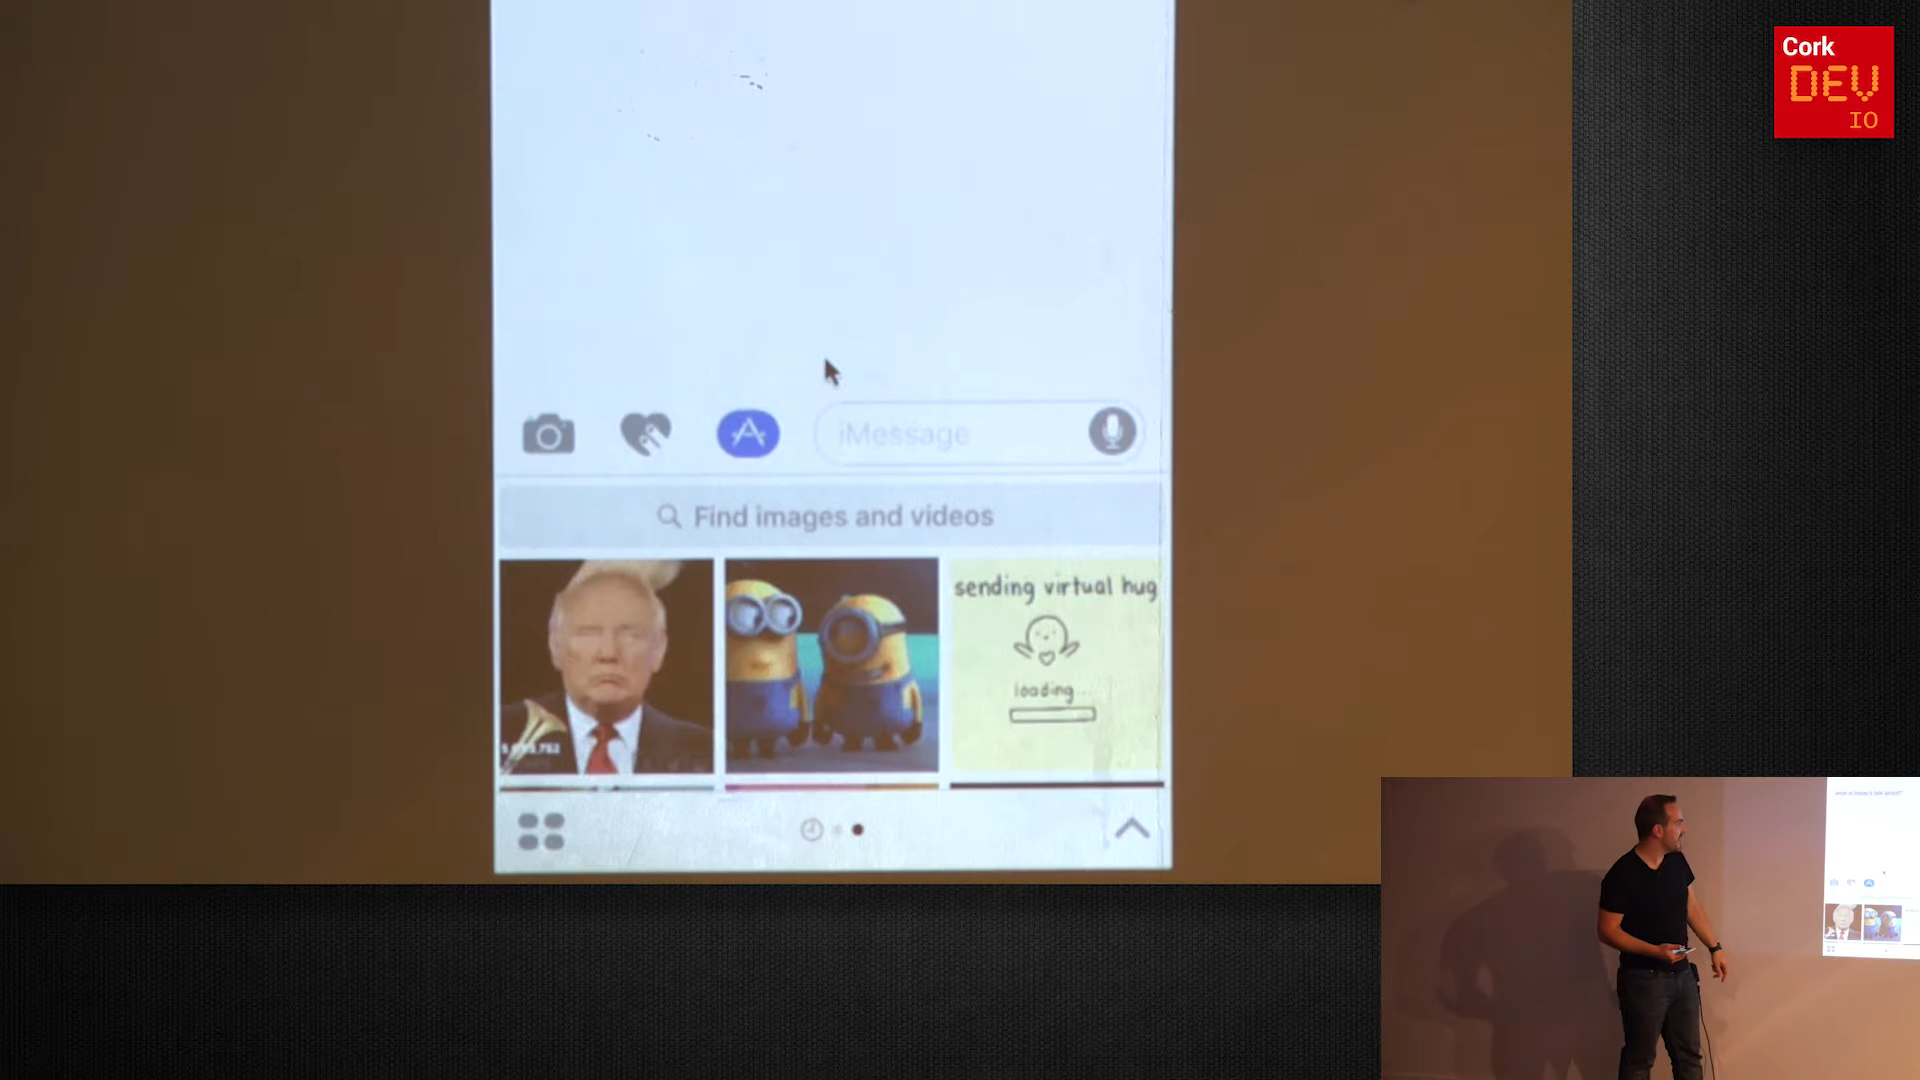 Cork
DEV
IO
iMessage
Find images and videos
sending virtual hug
loading...